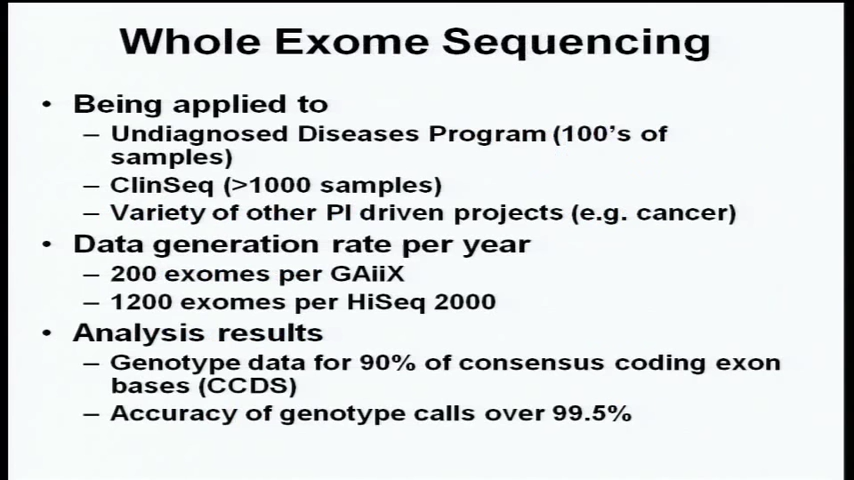 Whole Exome Sequencing
• Being applied to
– Undiagnosed Diseases Program (100's of
samples)
– ClinSeq (>1000 samples)
– Variety of other PI driven projects (e.g. cancer)
• Data generation rate per year
– 200 exomes per GAiiX
– 1200 exomes per HiSeq 2000
• Analysis results
– Genotype data for 90% of consensus coding exon
bases (CCDS)
– Accuracy of genotype calls over 99.5%